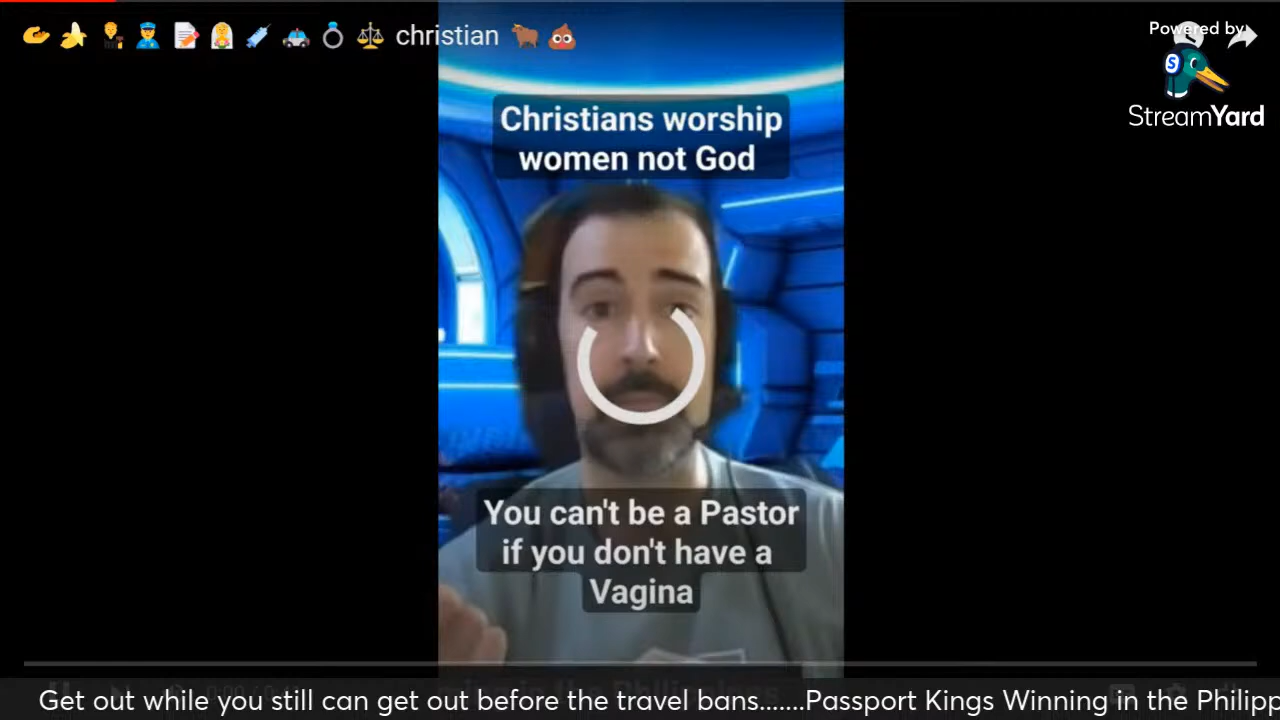 christian
Powered by
StreamYard
Christians worship
women not God
You can't be a Pastor
if you don't have a
Vagina
Get out while you still can get out before the travel bans.......Passport Kings Winning in the Philipp